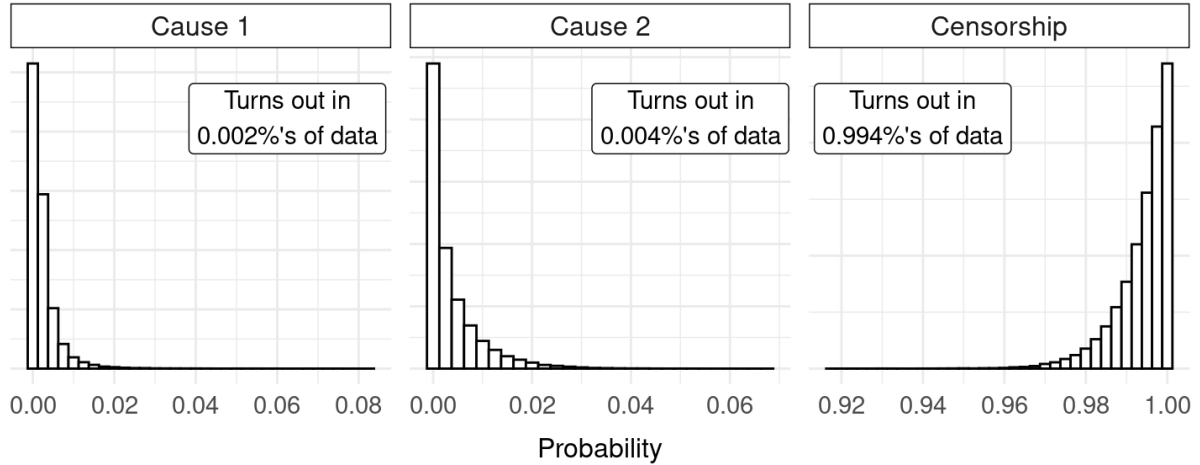 Cause 1
Cause 2
Censorship
Turns out in
0.002%'s of data
Turns out in
0.004%'s of data
Turns out in
0.994%'s of data
0.00 0.02 0.04 0.06 0.08
0.00 0.02 0.04 0.06
0.92 0.94 0.96 0.98 1.00
Probability